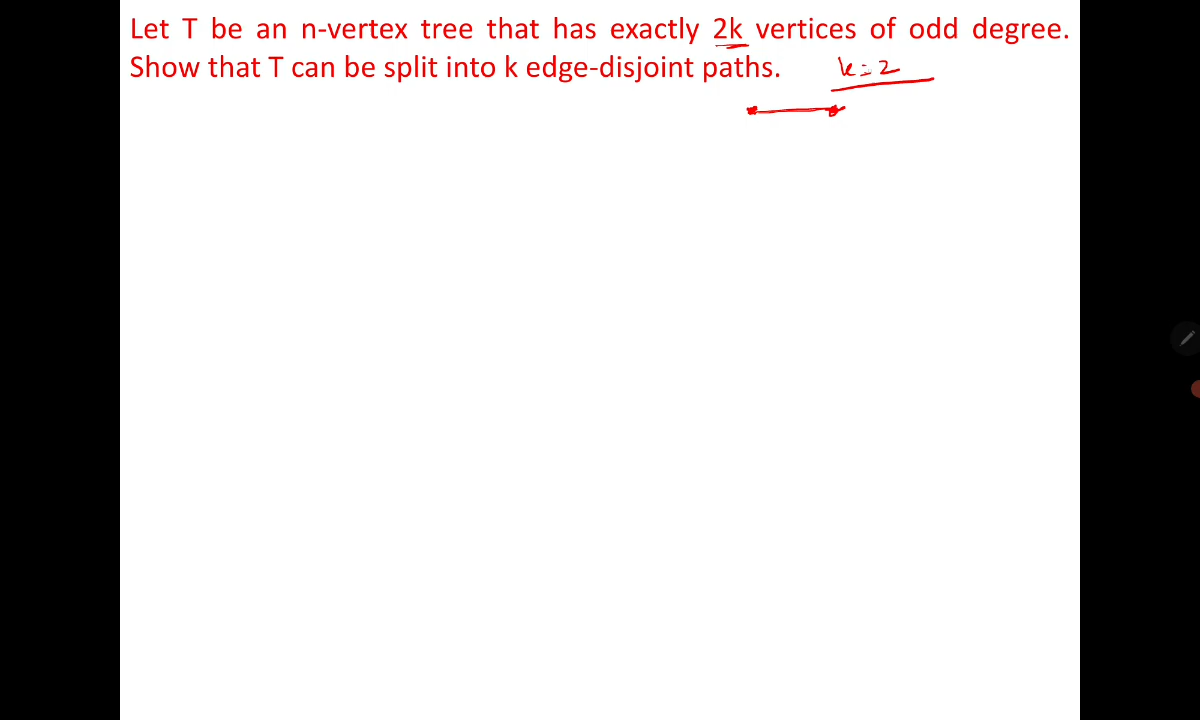 Let T be an n-vertex tree that has exactly 2k vertices of odd degree.
Show that T can be split into k edge-disjoint paths. k=2